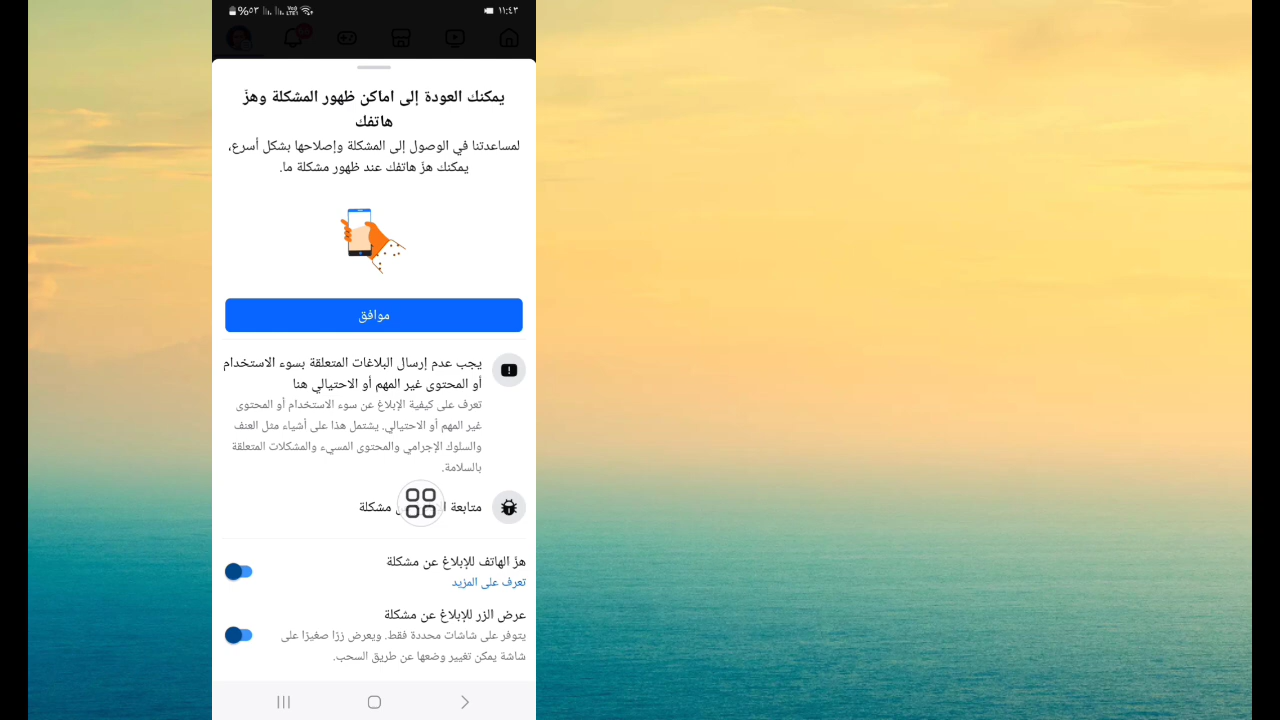 ١١:٤٣
%٥٣
يمكنك العودة إلى اماكن ظهور المشكلة وهزّ
هاتفك
لمساعدتنا في الوصول إلى المشكلة وإصلاحها بشكل أسرع،
يمكنك هزّ هاتفك عند ظهور مشكلة ما.
موافق
يجب عدم إرسال البلاغات المتعلقة بسوء الاستخدام
أو المحتوى غير المهم أو الاحتيالي هنا
تعرف على كيفية الإبلاغ عن سوء الاستخدام أو المحتوى
غير المهم أو الاحتيالي. يشتمل هذا على أشياء مثل العنف
والسلوك الإجرامي والمحتوى المسيء والمشكلات المتعلقة
بالسلامة.
متابعة مشكلة
هزّ الهاتف للإبلاغ عن مشكلة
تعرف على المزيد
عرض الزر للإبلاغ عن مشكلة
يتوفر على شاشات محددة فقط. ويعرض زرًا صغيرًا على
شاشة يمكن تغيير وضعها عن طريق السحب.